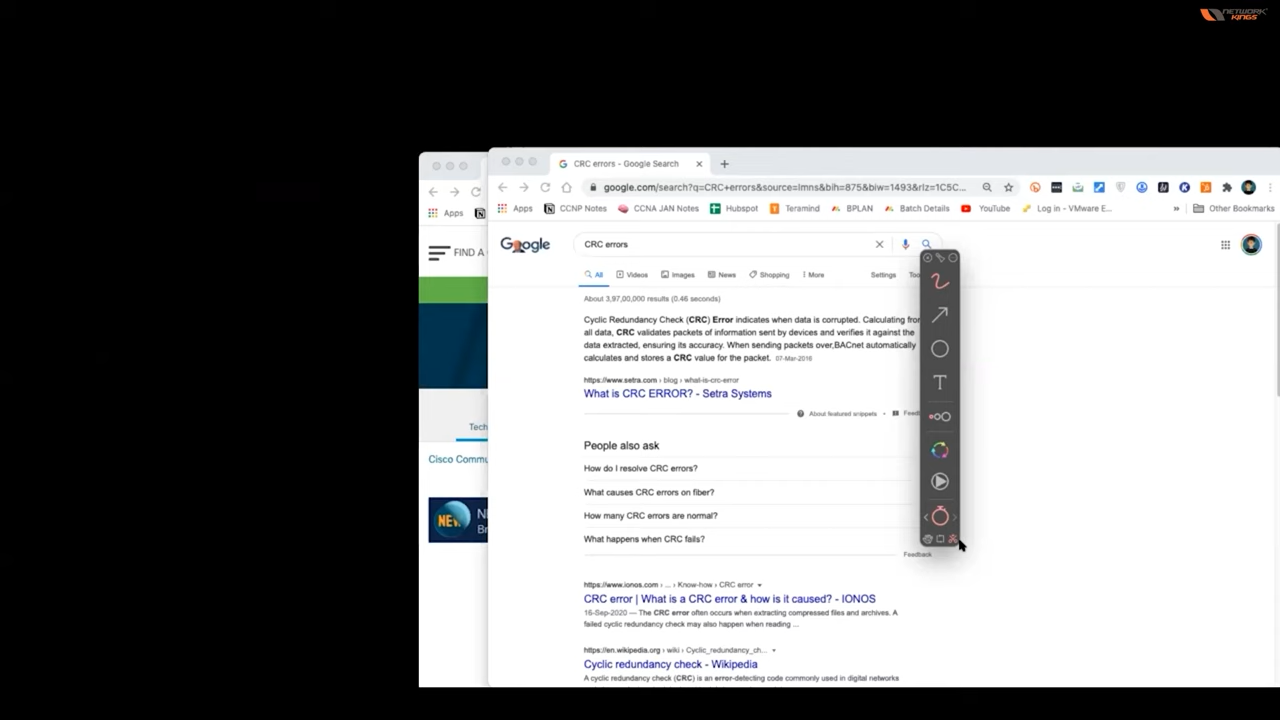 NETWORK
KINGS
CRC errors - Google Search
google.com/search?q=CRC+errors&source=lmns&bih=875&biw=1493&rlz=1C5C...
Apps
Apps
CCNP Notes
CCNA JAN Notes
Hubspot
Teramind
BPLAN
Batch Details
YouTube
Log in - VMware E...
»
Other Bookmarks
FIND A
Google
CRC errors
All
Videos
Images
News
Shopping
More
Settings
Too
About 3,97,00,000 results (0.46 seconds)
Cyclic Redundancy Check (CRC) Error indicates when data is corrupted. Calculating from
all data, CRC validates packets of information sent by devices and verifies it against the
data extracted, ensuring its accuracy. When sending packets over,BACnet automatically
calculates and stores a CRC value for the packet. 07-Mar-2016
https://www.setra.com › blog › what-is-crc-error
What is CRC ERROR? - Setra Systems
About featured snippets
Feed
Tech
Cisco Commu
NEW
N
Br
People also ask
How do I resolve CRC errors?
What causes CRC errors on fiber?
How many CRC errors are normal?
What happens when CRC fails?
Feedback
https://www.ionos.com › ... › Know-how › CRC error
CRC error | What is a CRC error & how is it caused? - IONOS
16-Sep-2020 — The CRC error often occurs when extracting compressed files and archives. A
failed cyclic redundancy check may also happen when reading ...
https://en.wikipedia.org › wiki › Cyclic_redundancy_ch...
Cyclic redundancy check - Wikipedia
A cyclic redundancy check (CRC) is an error-detecting code commonly used in digital networks
T